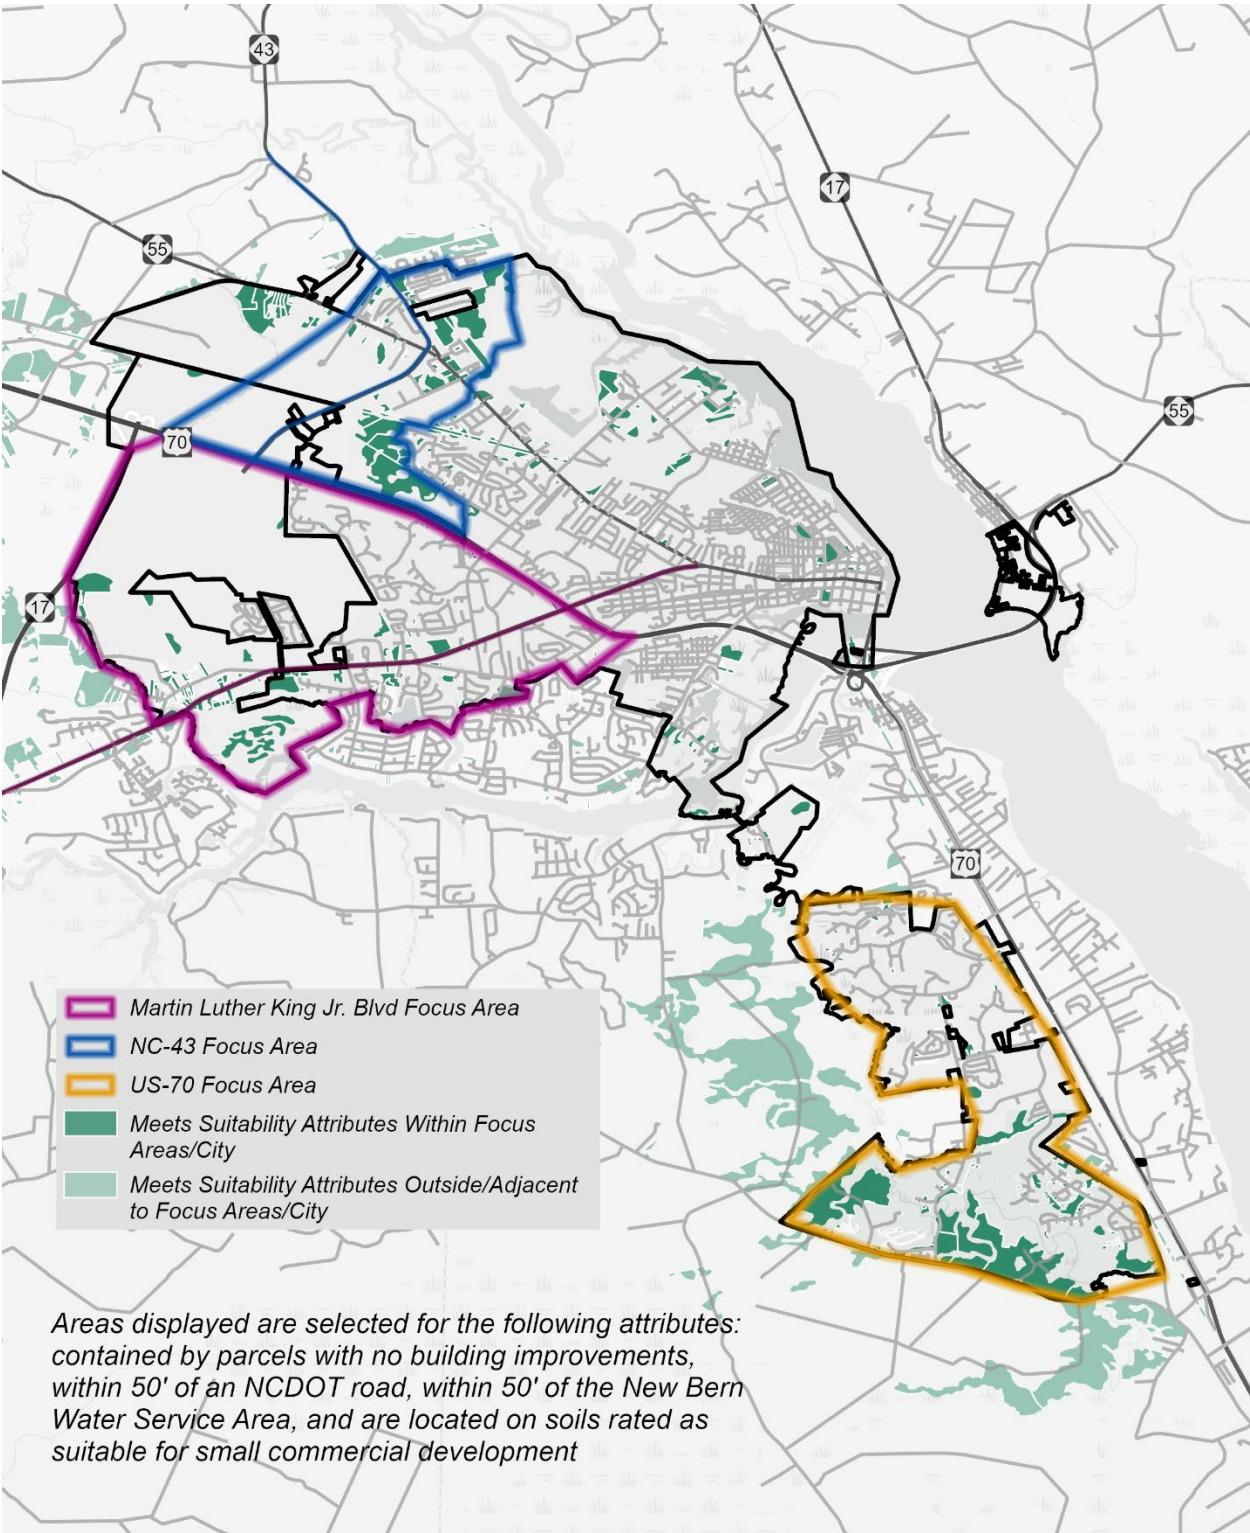 43
17
55
55
70
17
70
Martin Luther King Jr. Blvd Focus Area
NC-43 Focus Area
US-70 Focus Area
Meets Suitability Attributes Within Focus
Areas/City
Meets Suitability Attributes Outside/Adjacent
to Focus Areas/City
Areas displayed are selected for the following attributes:
contained by parcels with no building improvements,
within 50' of an NCDOT road, within 50' of the New Bern
Water Service Area, and are located on soils rated as
suitable for small commercial development